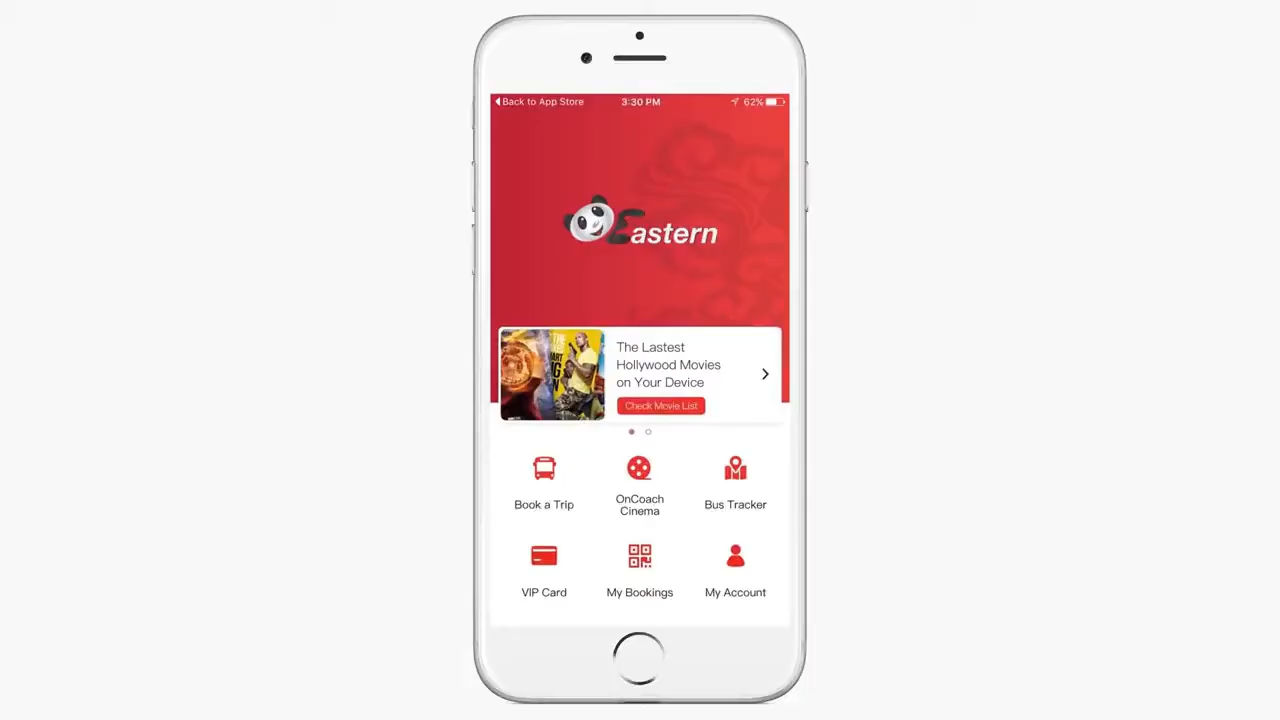 Back to App Store 3:30 PM 62%
Eastern
The Lastest
Hollywood Movies
on Your Device
Check Movie List
Book a Trip
OnCoach
Cinema
Bus Tracker
VIP Card
My Bookings
My Account